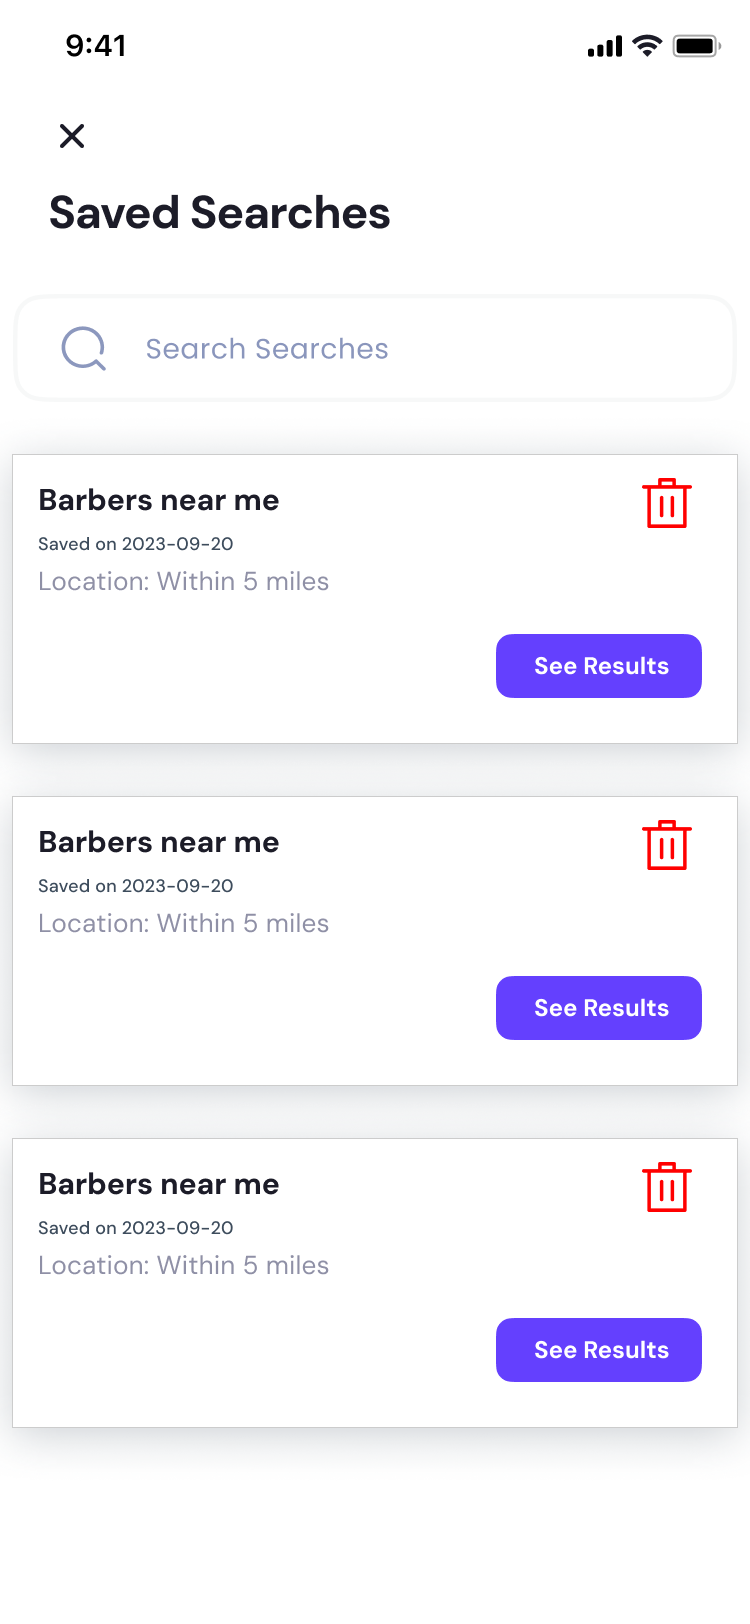 9:41
Saved Searches
Search Searches
Barbers near me
Saved on 2023-09-20
Location: Within 5 miles
See Results
Barbers near me
Saved on 2023-09-20
Location: Within 5 miles
See Results
Barbers near me
Saved on 2023-09-20
Location: Within 5 miles
See Results